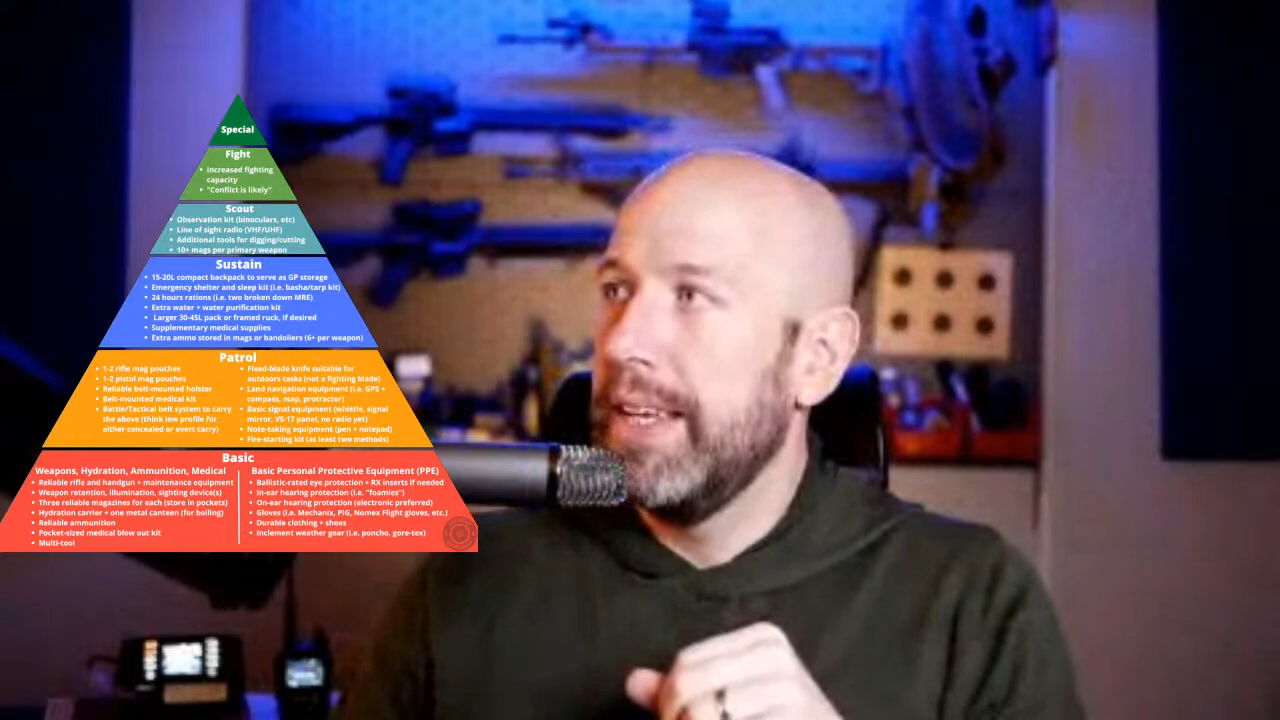 Special
Fight
• Increased fighting
capacity
• "Conflict is likely"
Scout
• Observation kit (binoculars, etc)
• Line of sight radio (VHF/UHF)
• Additional tools for digging/cutting
• 10+ mags per primary weapon
Sustain
• 15-20L compact backpack to serve as GP storage
• Emergency shelter and sleep kit (i.e. basha/tarp kit)
• 24 hours rations (i.e. two broken down MRE)
• Extra water + water purification kit
• Larger 30-45L pack or framed ruck, if desired
• Supplementary medical supplies
• Extra ammo stored in mags or bandoliers (6+ per weapon)
Patrol
• 1-2 rifle mag pouches
• 1-2 pistol mag pouches
• Reliable belt-mounted holster
• Belt-mounted medical kit
• Battle/Tactical belt system to carry
the above (think low profile for
either concealed or overt carry)
• Fixed-blade knife suitable for
outdoors tasks (not a fighting blade)
• Land navigation equipment (i.e. GPS +
compass, map, protractor)
• Basic signal equipment (whistle, signal
mirror, VS-17 panel, no radio yet)
• Note-taking equipment (pen + notepad)
• Fire-starting kit (at least two methods)
Basic
Weapons, Hydration, Ammunition, Medical
• Reliable rifle and handgun + maintenance equipment
• Weapon retention, illumination, sighting device(s)
• Three reliable magazines for each (store in pockets)
• Hydration carrier + one metal canteen (for boiling)
• Reliable ammunition
• Pocket-sized medical blow out kit
• Multi-tool
Basic Personal Protective Equipment (PPE)
• Ballistic-rated eye protection + RX inserts if needed
• In-ear hearing protection (i.e. "foamies")
• On-ear hearing protection (electronic preferred)
• Gloves (i.e. Mechanix, PIG, Nomex Flight gloves, etc.)
• Durable clothing + shoes
• Inclement weather gear (i.e. poncho, gore-tex)